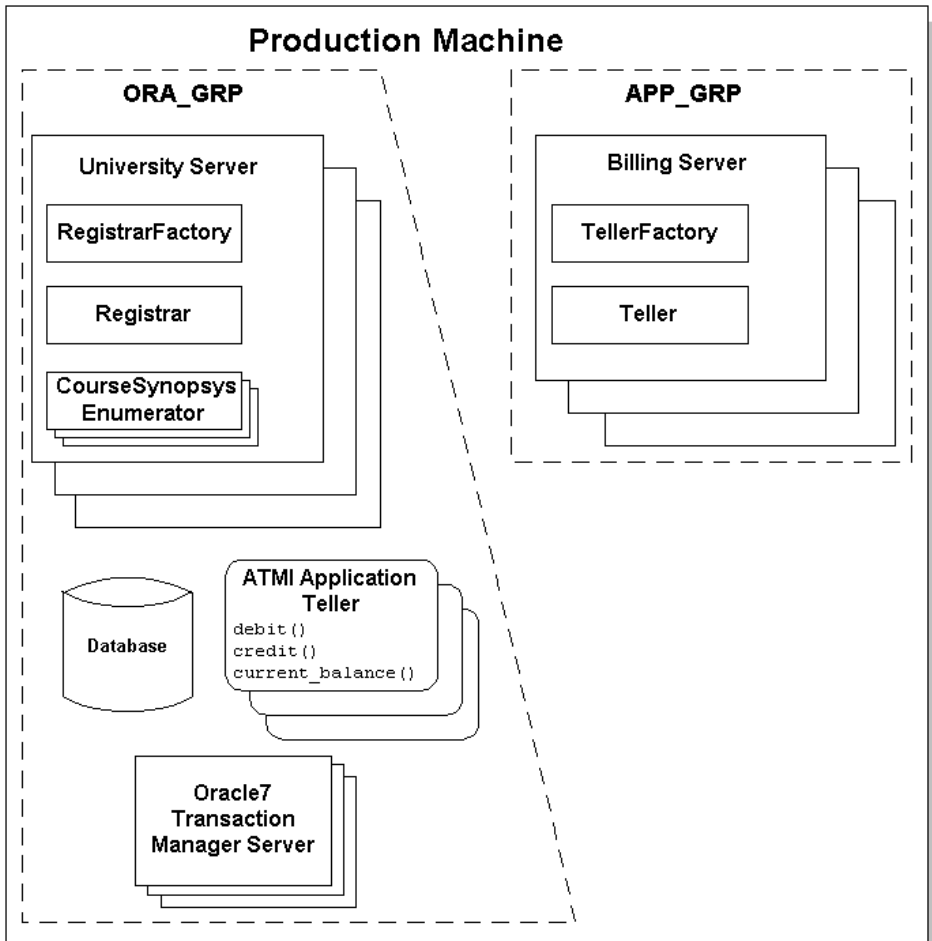 Production Machine
ORA_GRP
University Server
RegistrarFactory
Registrar
CourseSynopsys
Enumerator
Database
ATMI Application
Teller
debit()
credit()
current_balance()
Oracle7
Transaction
Manager Server
APP_GRP
Billing Server
TellerFactory
Teller